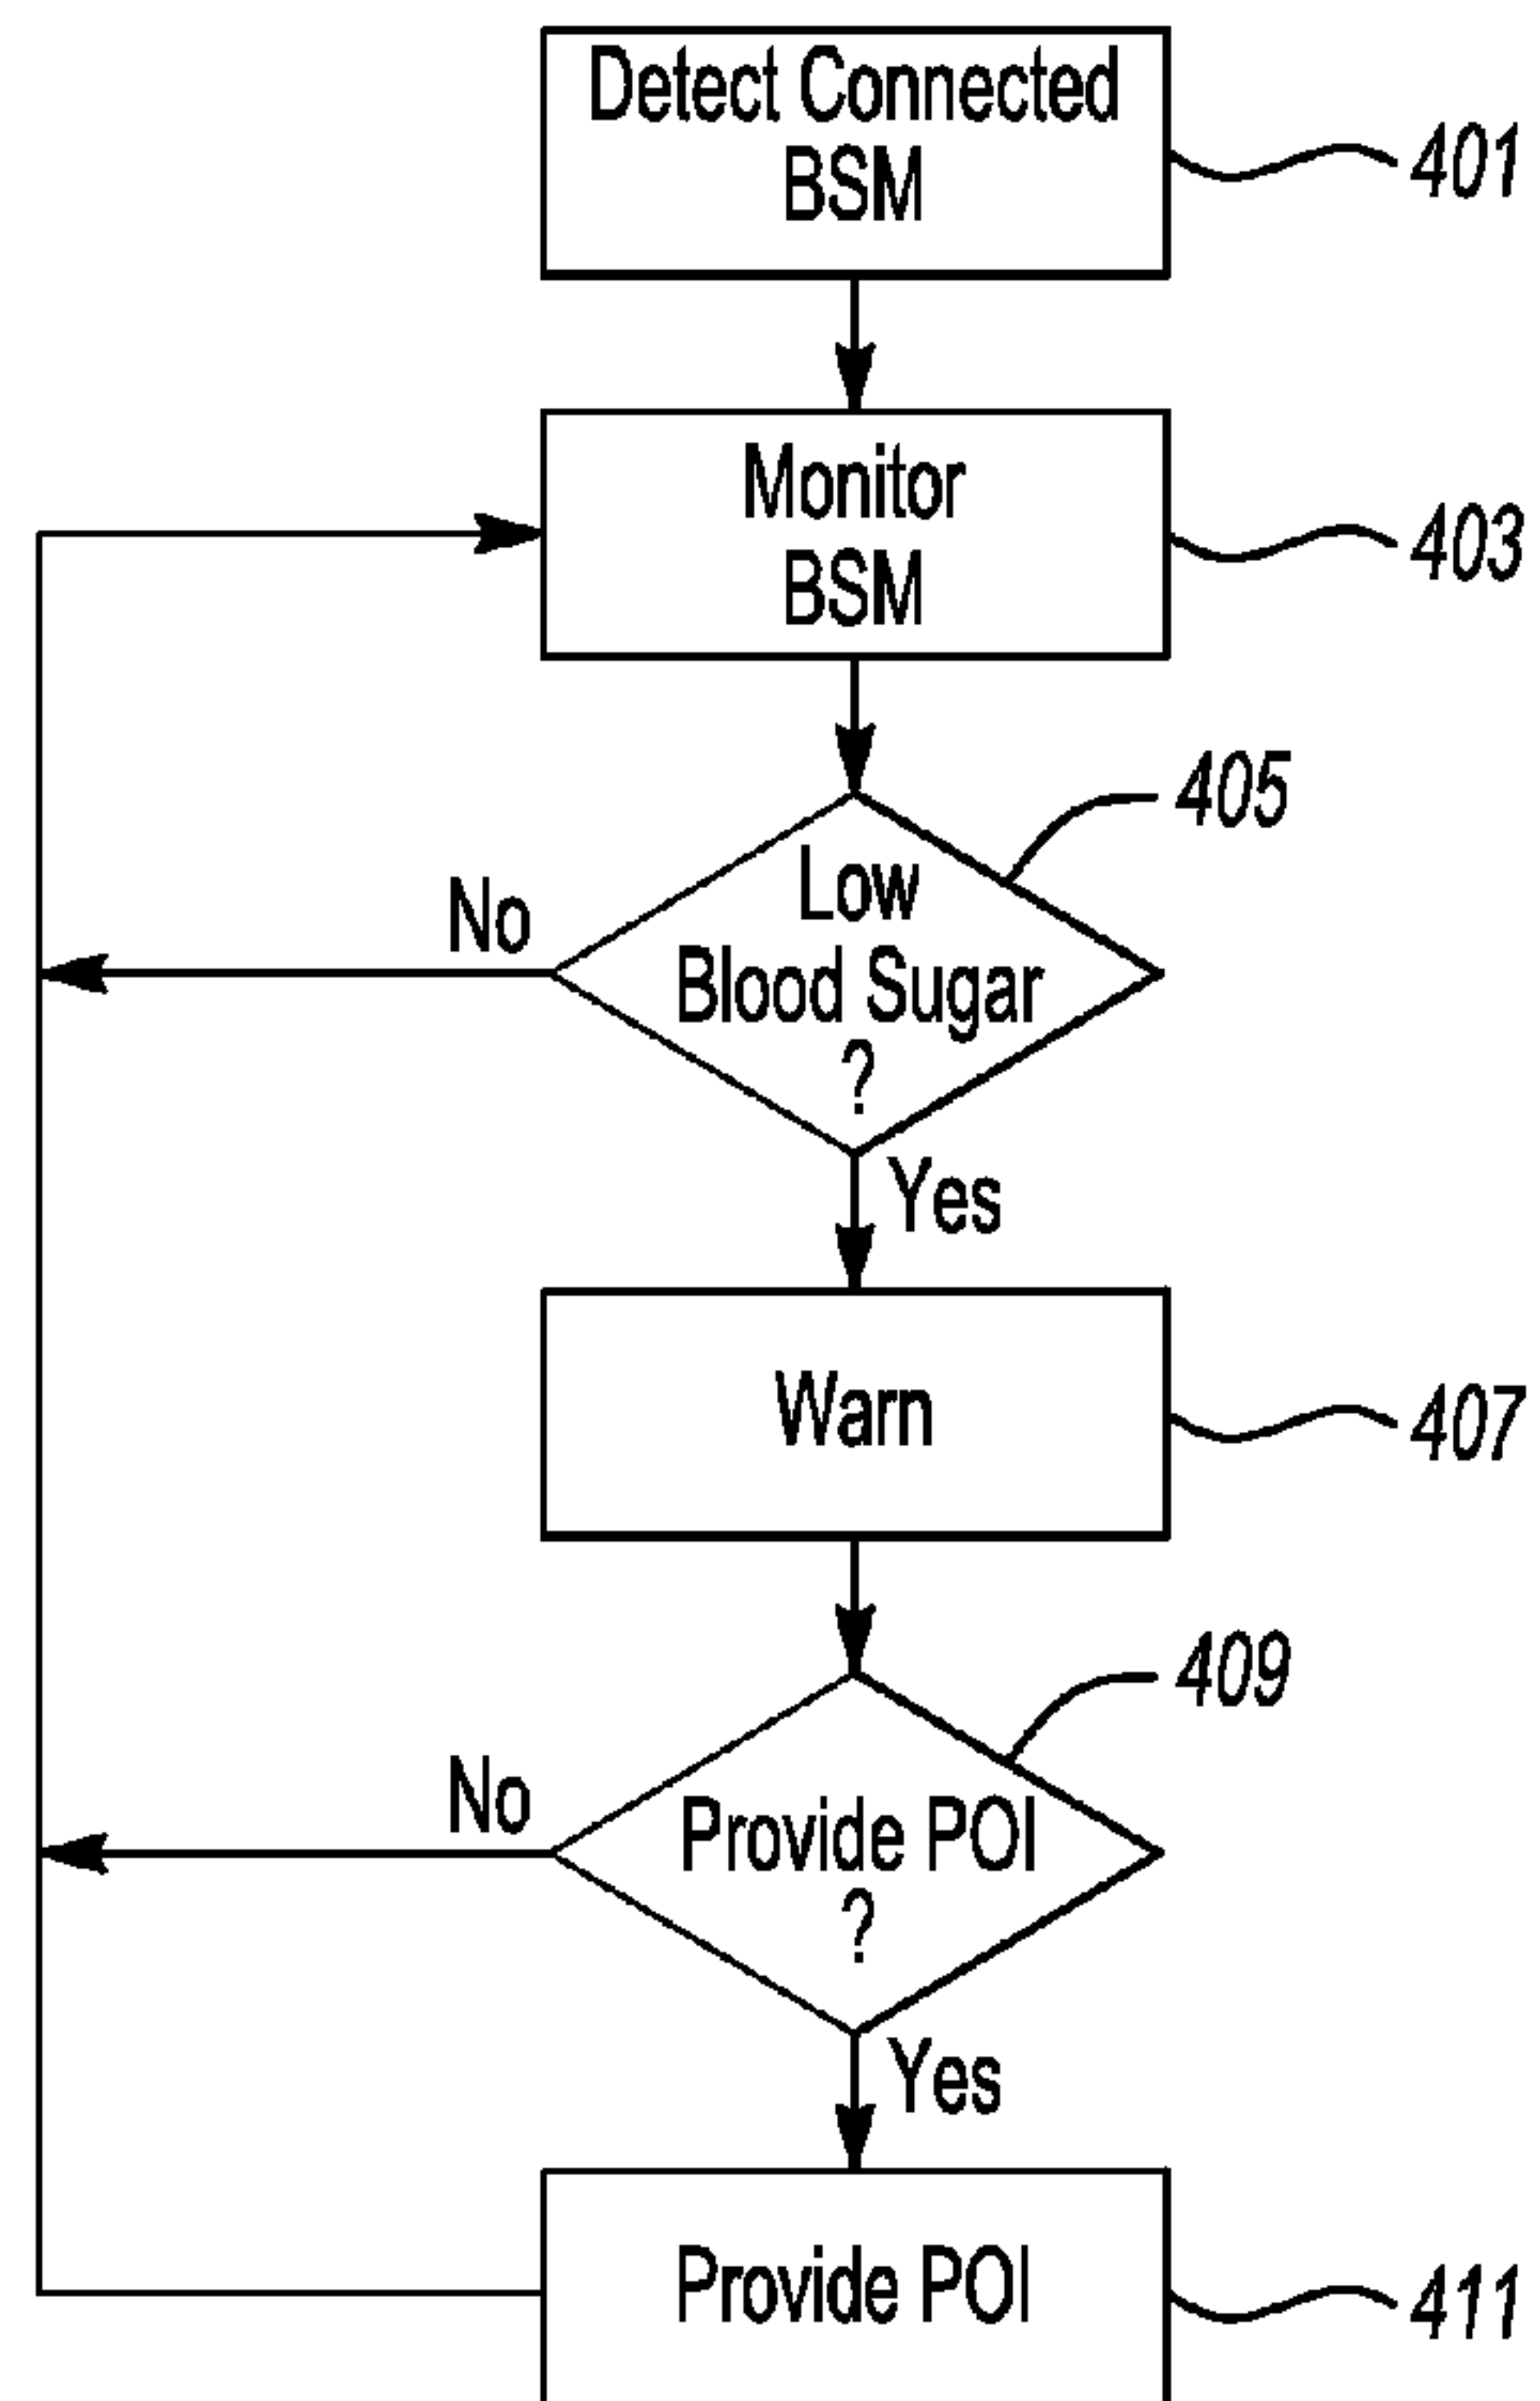 Detect Connected
BSM
401
Monitor
BSM
403
405
Low
Blood Sugar
?
No
Yes
Warn
407
409
Provide POI
?
No
Yes
Provide POI
411